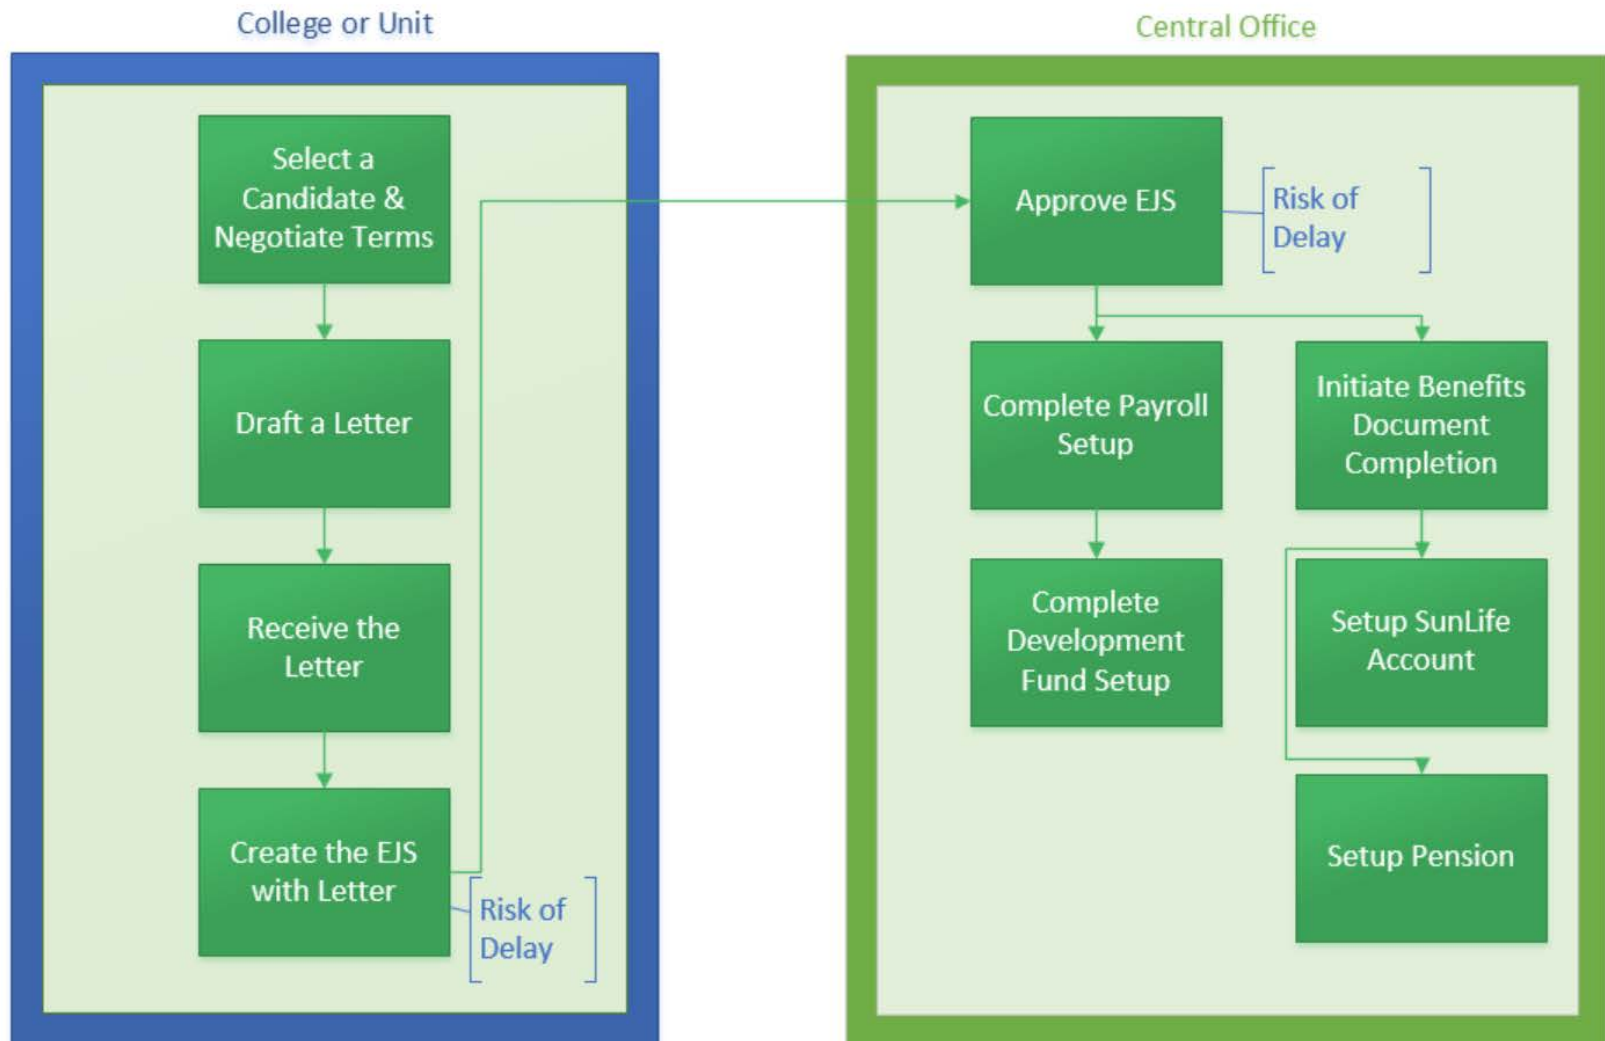 College or Unit
Select a
Candidate &
Negotiate Terms
Draft a Letter
Receive the
Letter
Create the EJS
with Letter
Risk of
Delay
Central Office
Approve EJS
Risk of
Delay
Complete Payroll
Setup
Complete
Development
Fund Setup
Initiate Benefits
Document
Completion
Setup SunLife
Account
Setup Pension